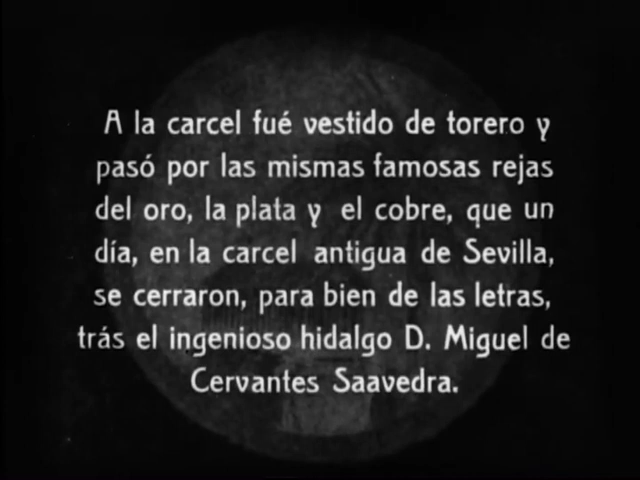 A la carcel fué vestido de torero y
pasó por las mismas famosas rejas
del oro, la plata y el cobre, que un
día, en la carcel antigua de Sevilla,
se cerraron, para bien de las letras,
trás el ingenioso hidalgo D. Miguel de
Cervantes Saavedra.